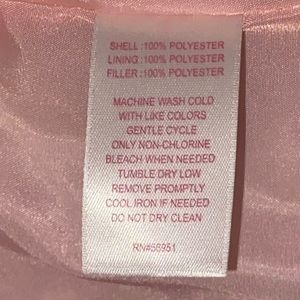 SHELL :100% POLYESTER
LINING :100% POLYESTER
FILLER :100% POLYESTER
MACHINE WASH COLD
WITH LIKE COLORS
GENTLE CYCLE
ONLY NON-CHLORINE
BLEACH WHEN NEEDED
TUMBLE DRY LOW
REMOVE PROMPTLY
COOL IRON IF NEEDED
DO NOT DRY CLEAN
RN#56951